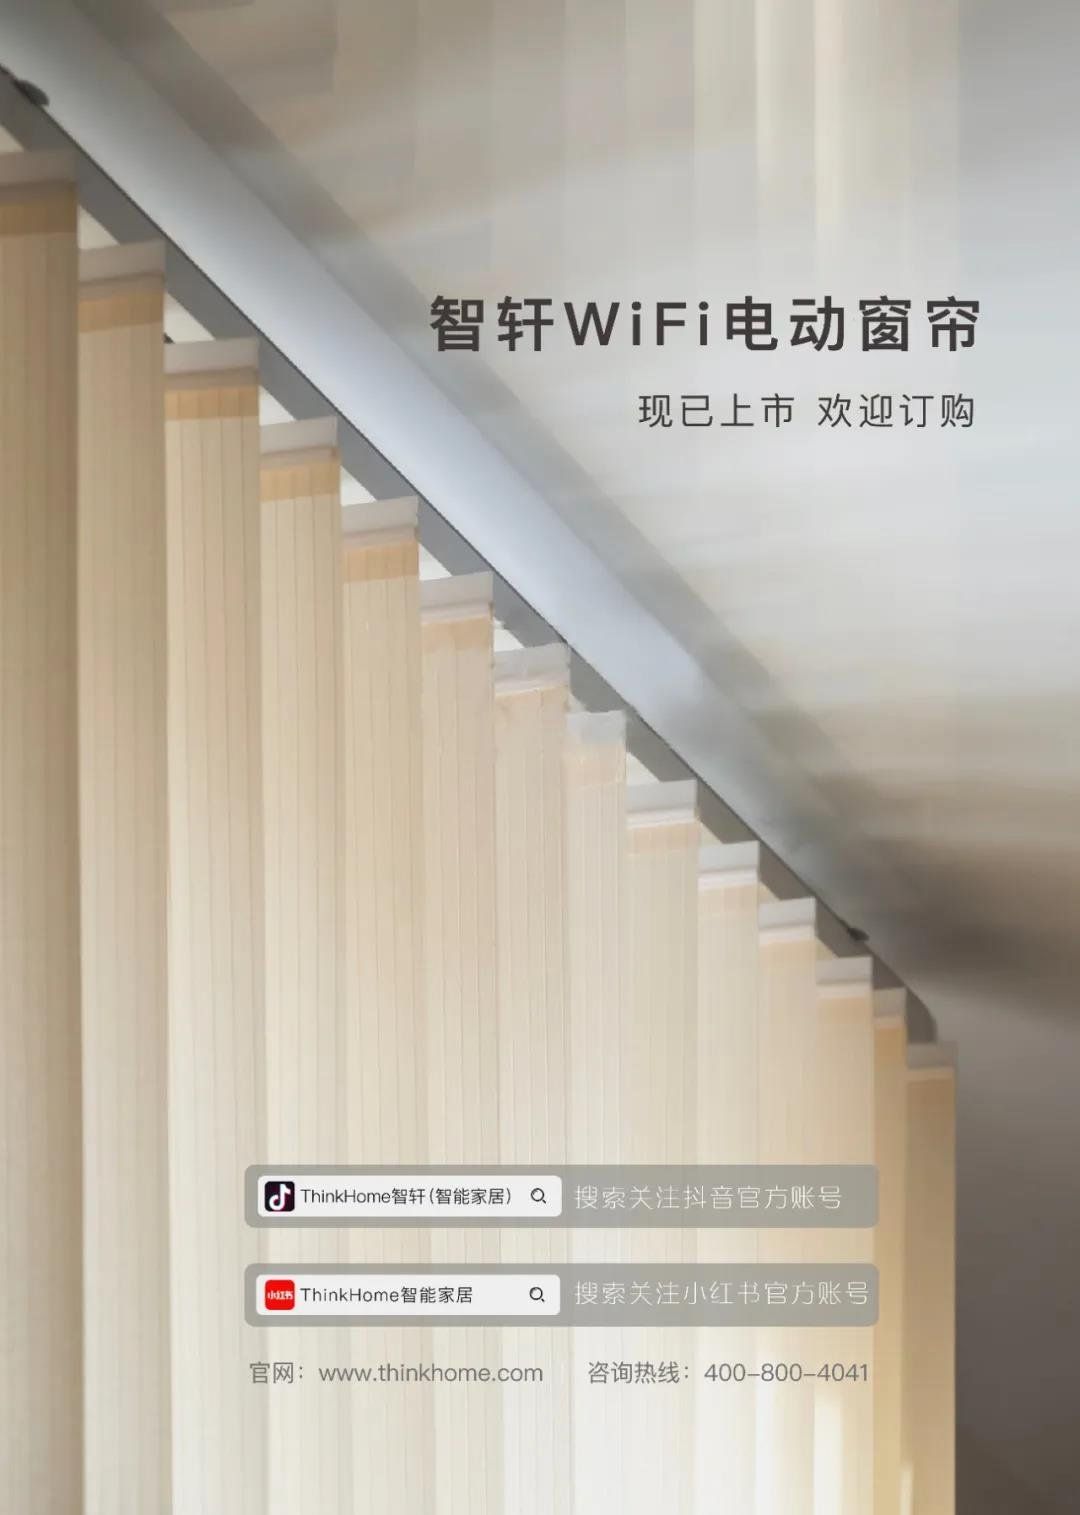 智轩WiFi电动窗帘
现已上市 欢迎订购
ThinkHome智轩(智能家居) 搜索关注抖音官方账号
小红书 ThinkHome智能家居 搜索关注小红书官方账号
官网：www.thinkhome.com 咨询热线：400-800-4041